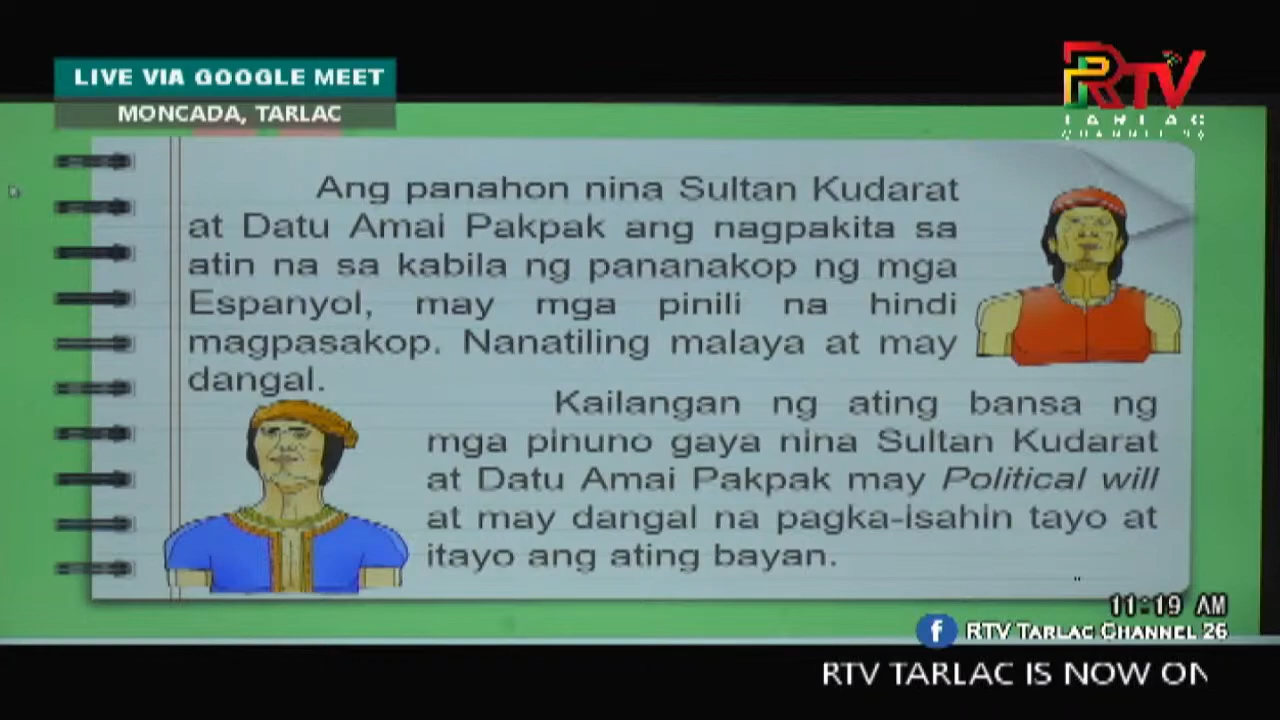 LIVE VIA GOOGLE MEET
MONCADA, TARLAC
RTV
TARLAC
CHANNEL 26
Ang panahon nina Sultan Kudarat
at Datu Amai Pakpak ang nagpakita sa
atin na sa kabila ng pananakop ng mga
Espanyol, may mga pinili na hindi
magpasakop. Nanatiling malaya at may
dangal.
Kailangan ng ating bansa ng
mga pinuno gaya nina Sultan Kudarat
at Datu Amai Pakpak may Political will
at may dangal na pagka-isahin tayo at
itayo ang ating bayan.
11:19 AM
f RTV TARLAC CHANNEL 26
RTV TARLAC IS NOW ON